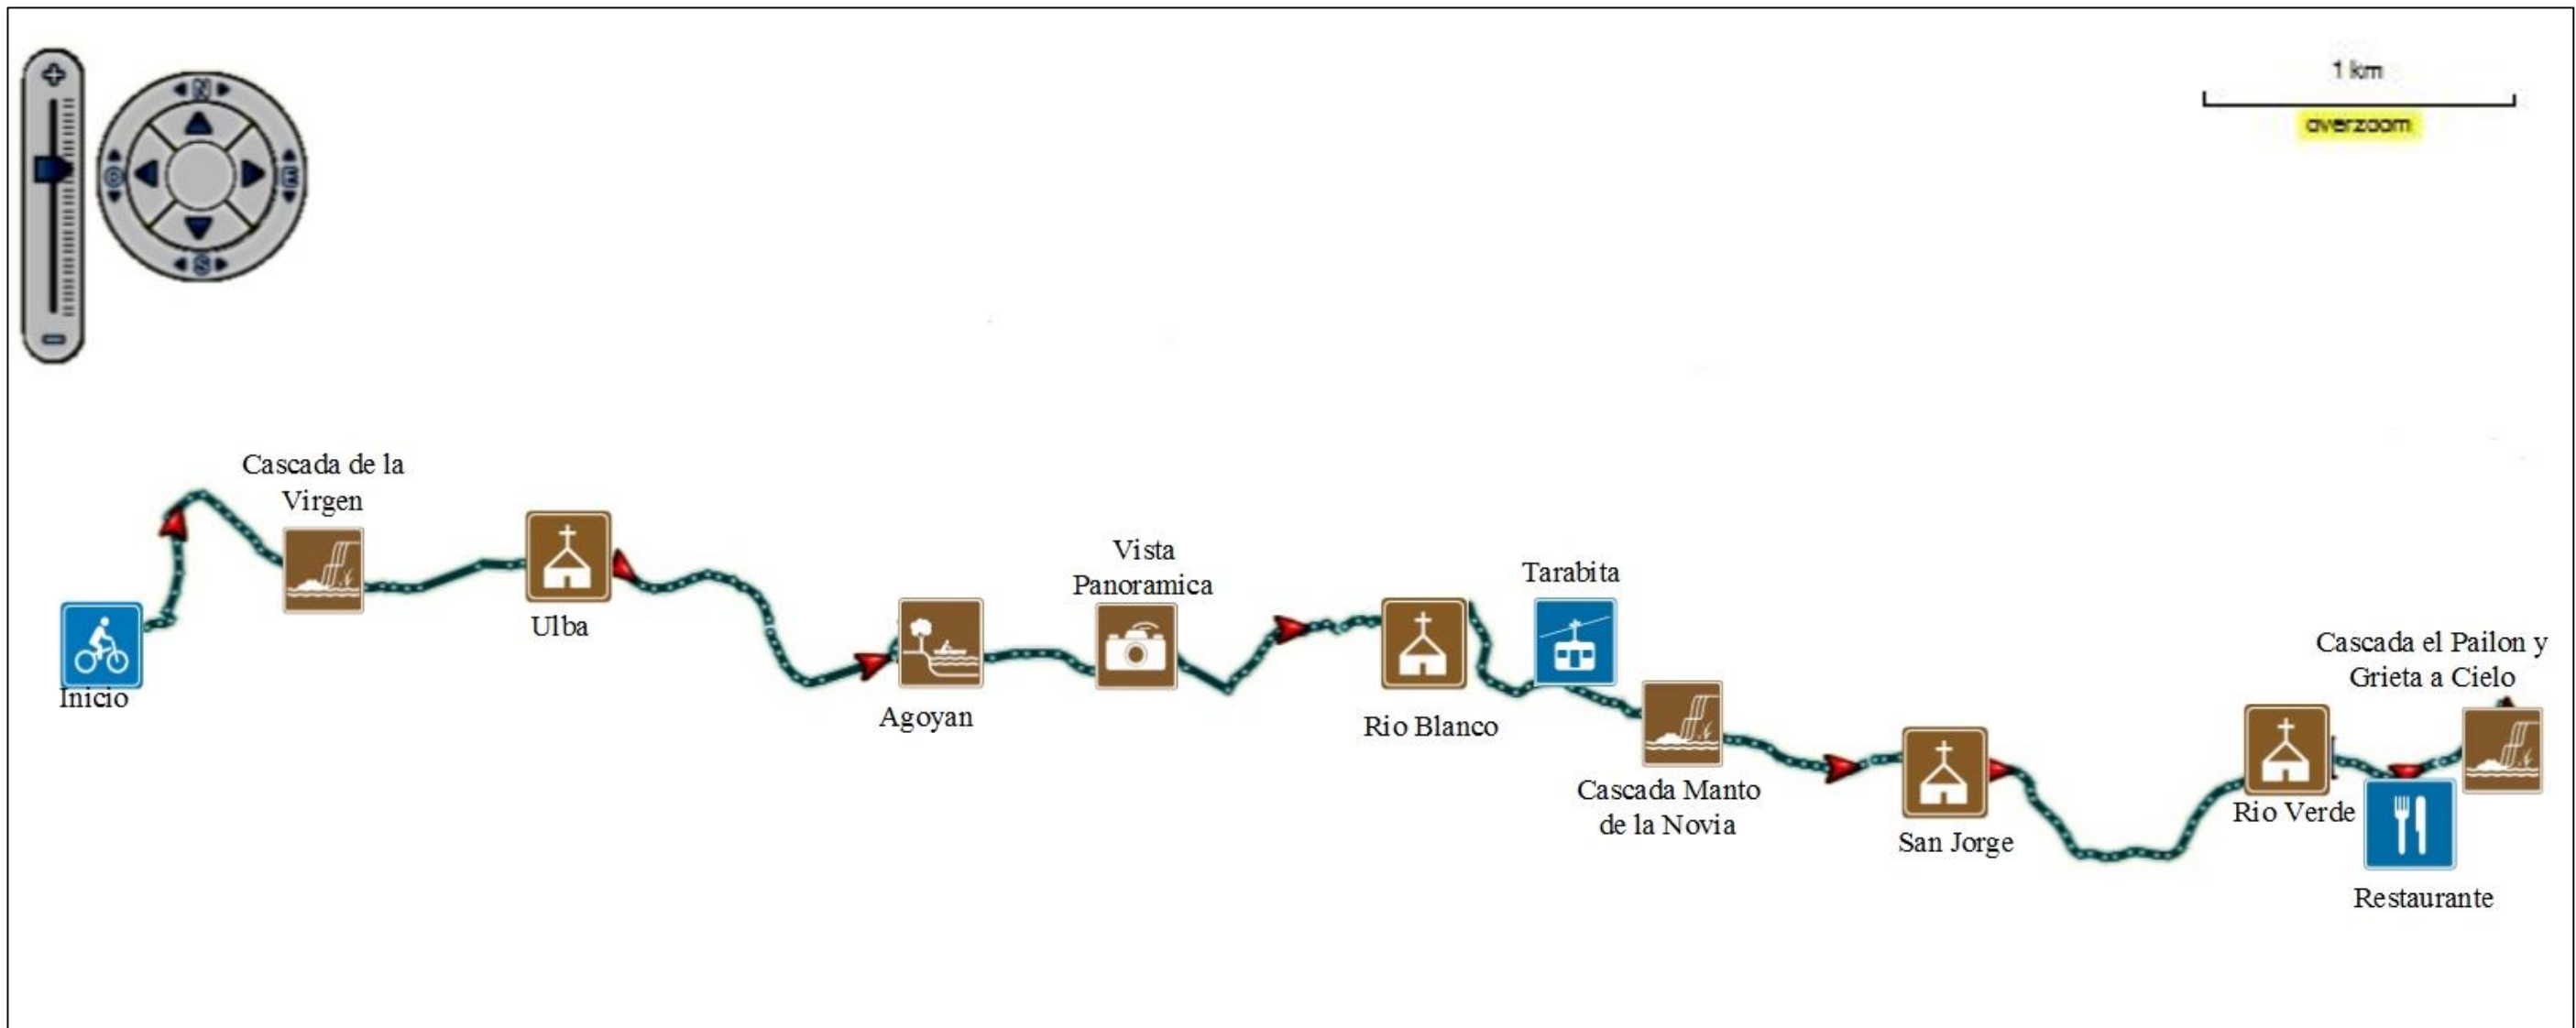 1 km
overzoom
N
S
Cascada de la
Virgen
Ulba
Inicio
Agoyan
Vista
Panoramica
Rio Blanco
Tarabita
Cascada Manto
de la Novia
San Jorge
Rio Verde
Cascada el Pailon y
Grieta a Cielo
Restaurante